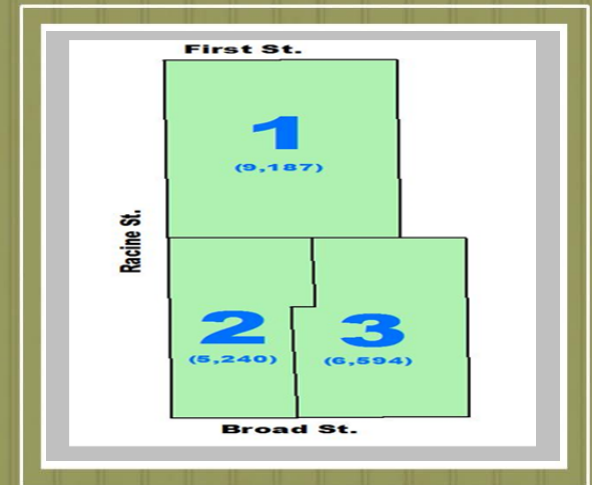 First St.
1
(9,187)
Racine St.
2
3
(5,240)
(6,594)
Broad St.